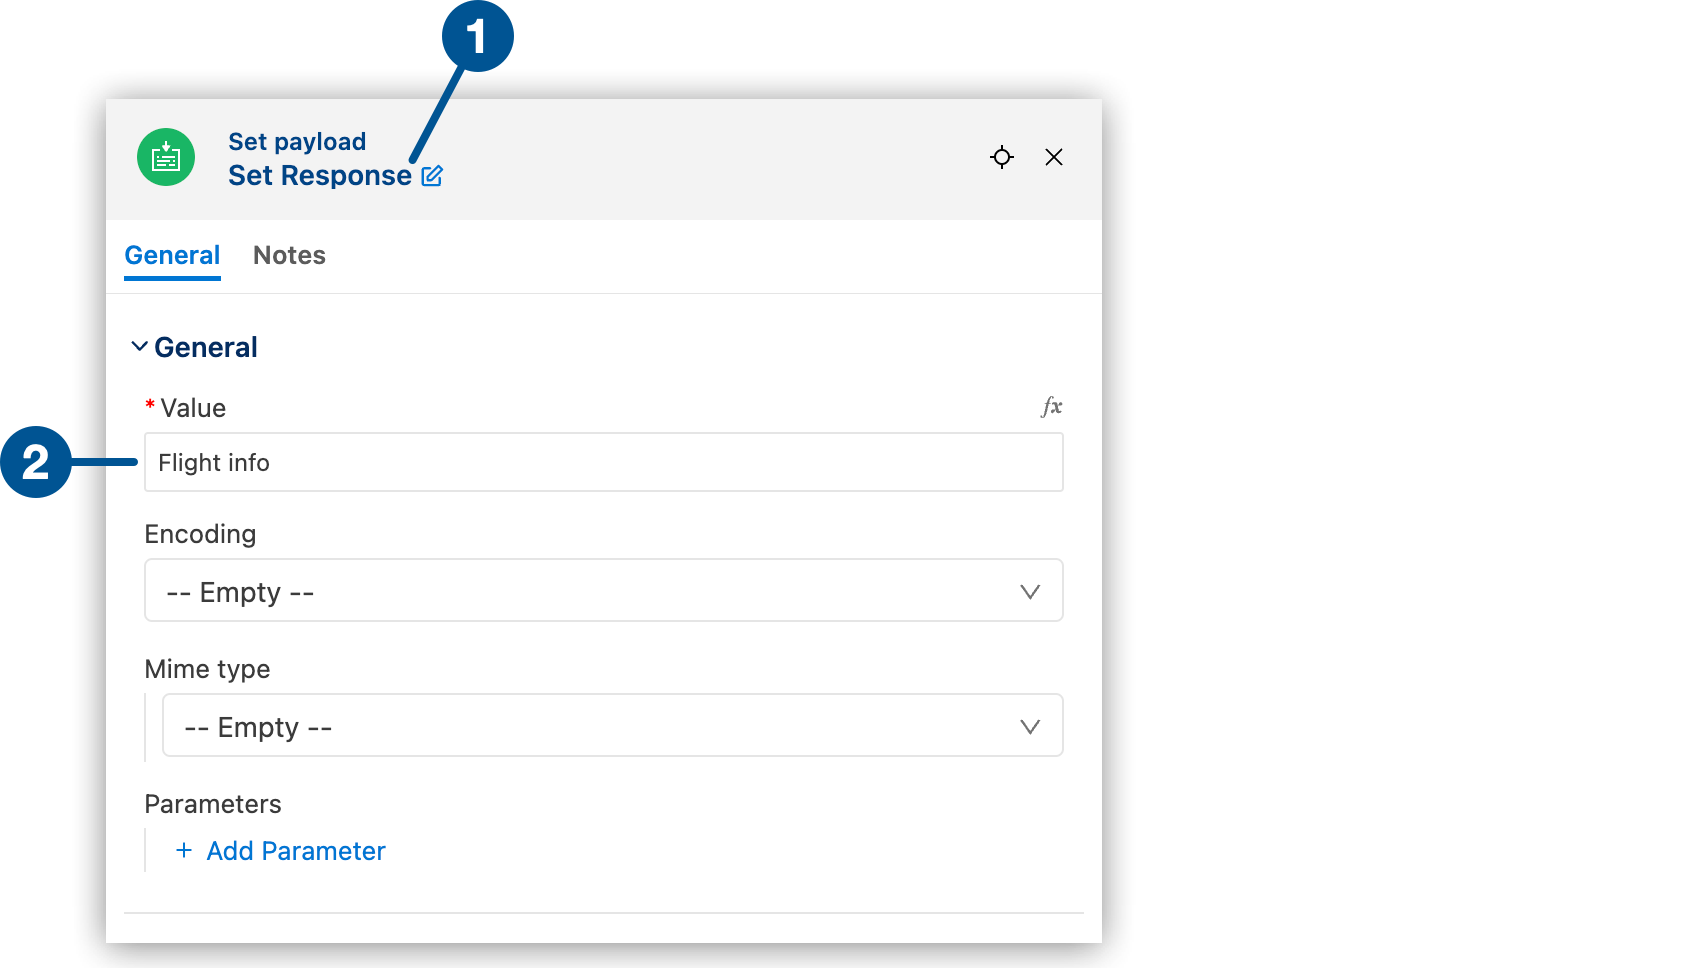 1
Set payload
Set Response
General Notes
General
* Value fx
2
Flight info
Encoding
-- Empty --
Mime type
-- Empty --
Parameters
+ Add Parameter